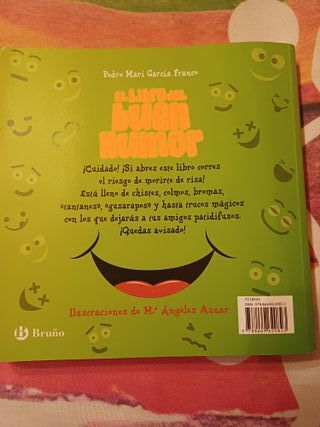 Pedro Mari García Franco
EL LIBRO DEL
buen
HUMOR
¡Cuidado! ¡Si abres este libro corres
el riesgo de morirte de risa!
Está lleno de chistes, colmos, bromas,
«tantanes», «gusarapos» y hasta trucos mágicos
con los que dejarás a tus amigos patidifusos.
¡Quedas avisado!
Ilustraciones de Mª Ángeles Aznar
B Bruño